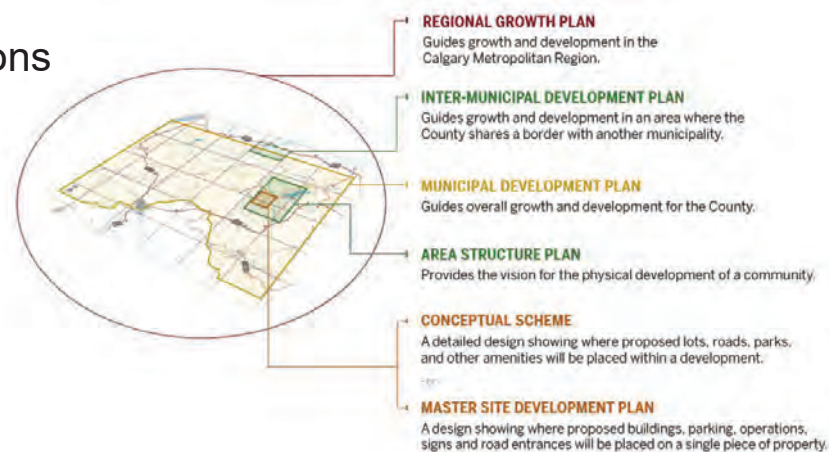 ons
REGIONAL GROWTH PLAN
Guides growth and development in the
Calgary Metropolitan Region.
INTER-MUNICIPAL DEVELOPMENT PLAN
Guides growth and development in an area where the
County shares a border with another municipality.
MUNICIPAL DEVELOPMENT PLAN
Guides overall growth and development for the County.
AREA STRUCTURE PLAN
Provides the vision for the physical development of a community.
CONCEPTUAL SCHEME
A detailed design showing where proposed lots, roads, parks,
and other amenities will be placed within a development.
MASTER SITE DEVELOPMENT PLAN
A design showing where proposed buildings, parking, operations,
signs and road entrances will be placed on a single piece of property.